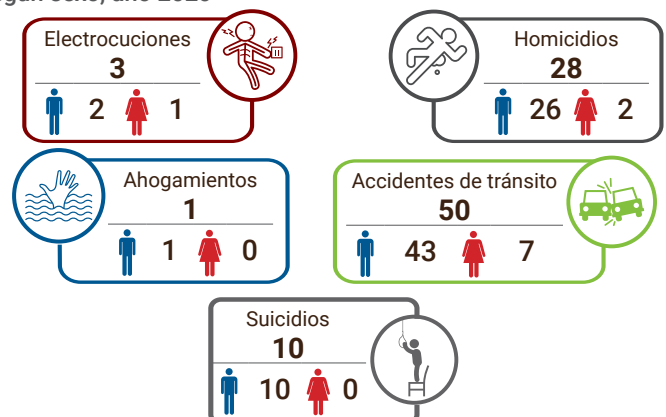 Electrocuciones
3
2 1
Homicidios
28
26 2
Ahogamientos
1
1 0
Accidentes de tránsito
50
43 7
Suicidios
10
10 0